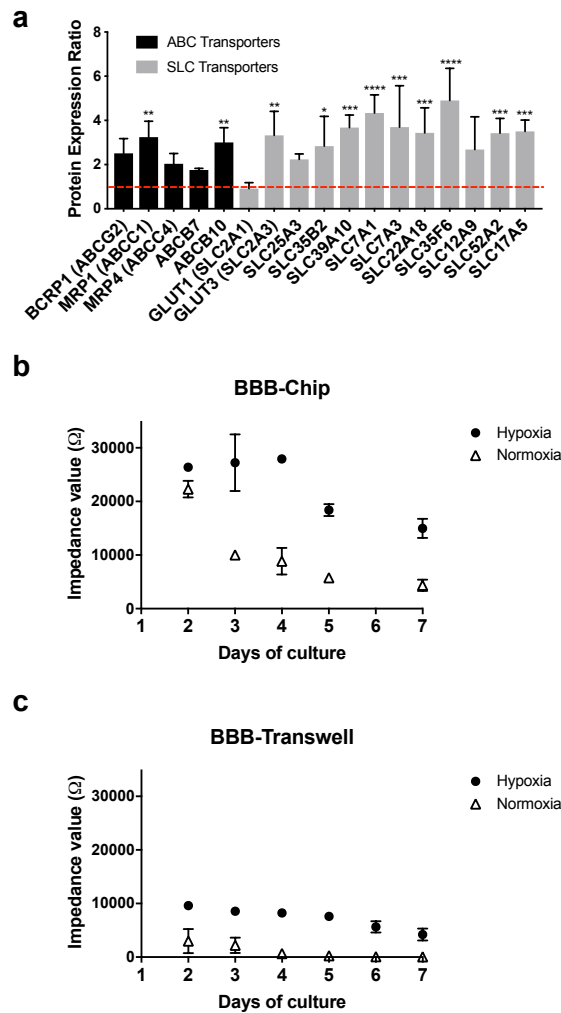 a
Protein Expression Ratio
8
6
4
2
0
ABC Transporters
SLC Transporters
**
**
**
*
***
****
***
***
****
***
***
BCRP1 (ABCG2)
MRP1 (ABCC1)
MRP4 (ABCC4)
ABCB7
ABCB10
GLUT1 (SLC2A1)
GLUT3 (SLC2A3)
SLC25A3
SLC35B2
SLC39A10
SLC7A1
SLC7A3
SLC22A18
SLC35F6
SLC12A9
SLC52A2
SLC17A5
b
BBB-Chip
Impedance value (Ω)
30000
20000
10000
0
1 2 3 4 5 6 7
Days of culture
Hypoxia
Normoxia
c
BBB-Transwell
Impedance value (Ω)
30000
20000
10000
0
1 2 3 4 5 6 7
Days of culture
Hypoxia
Normoxia